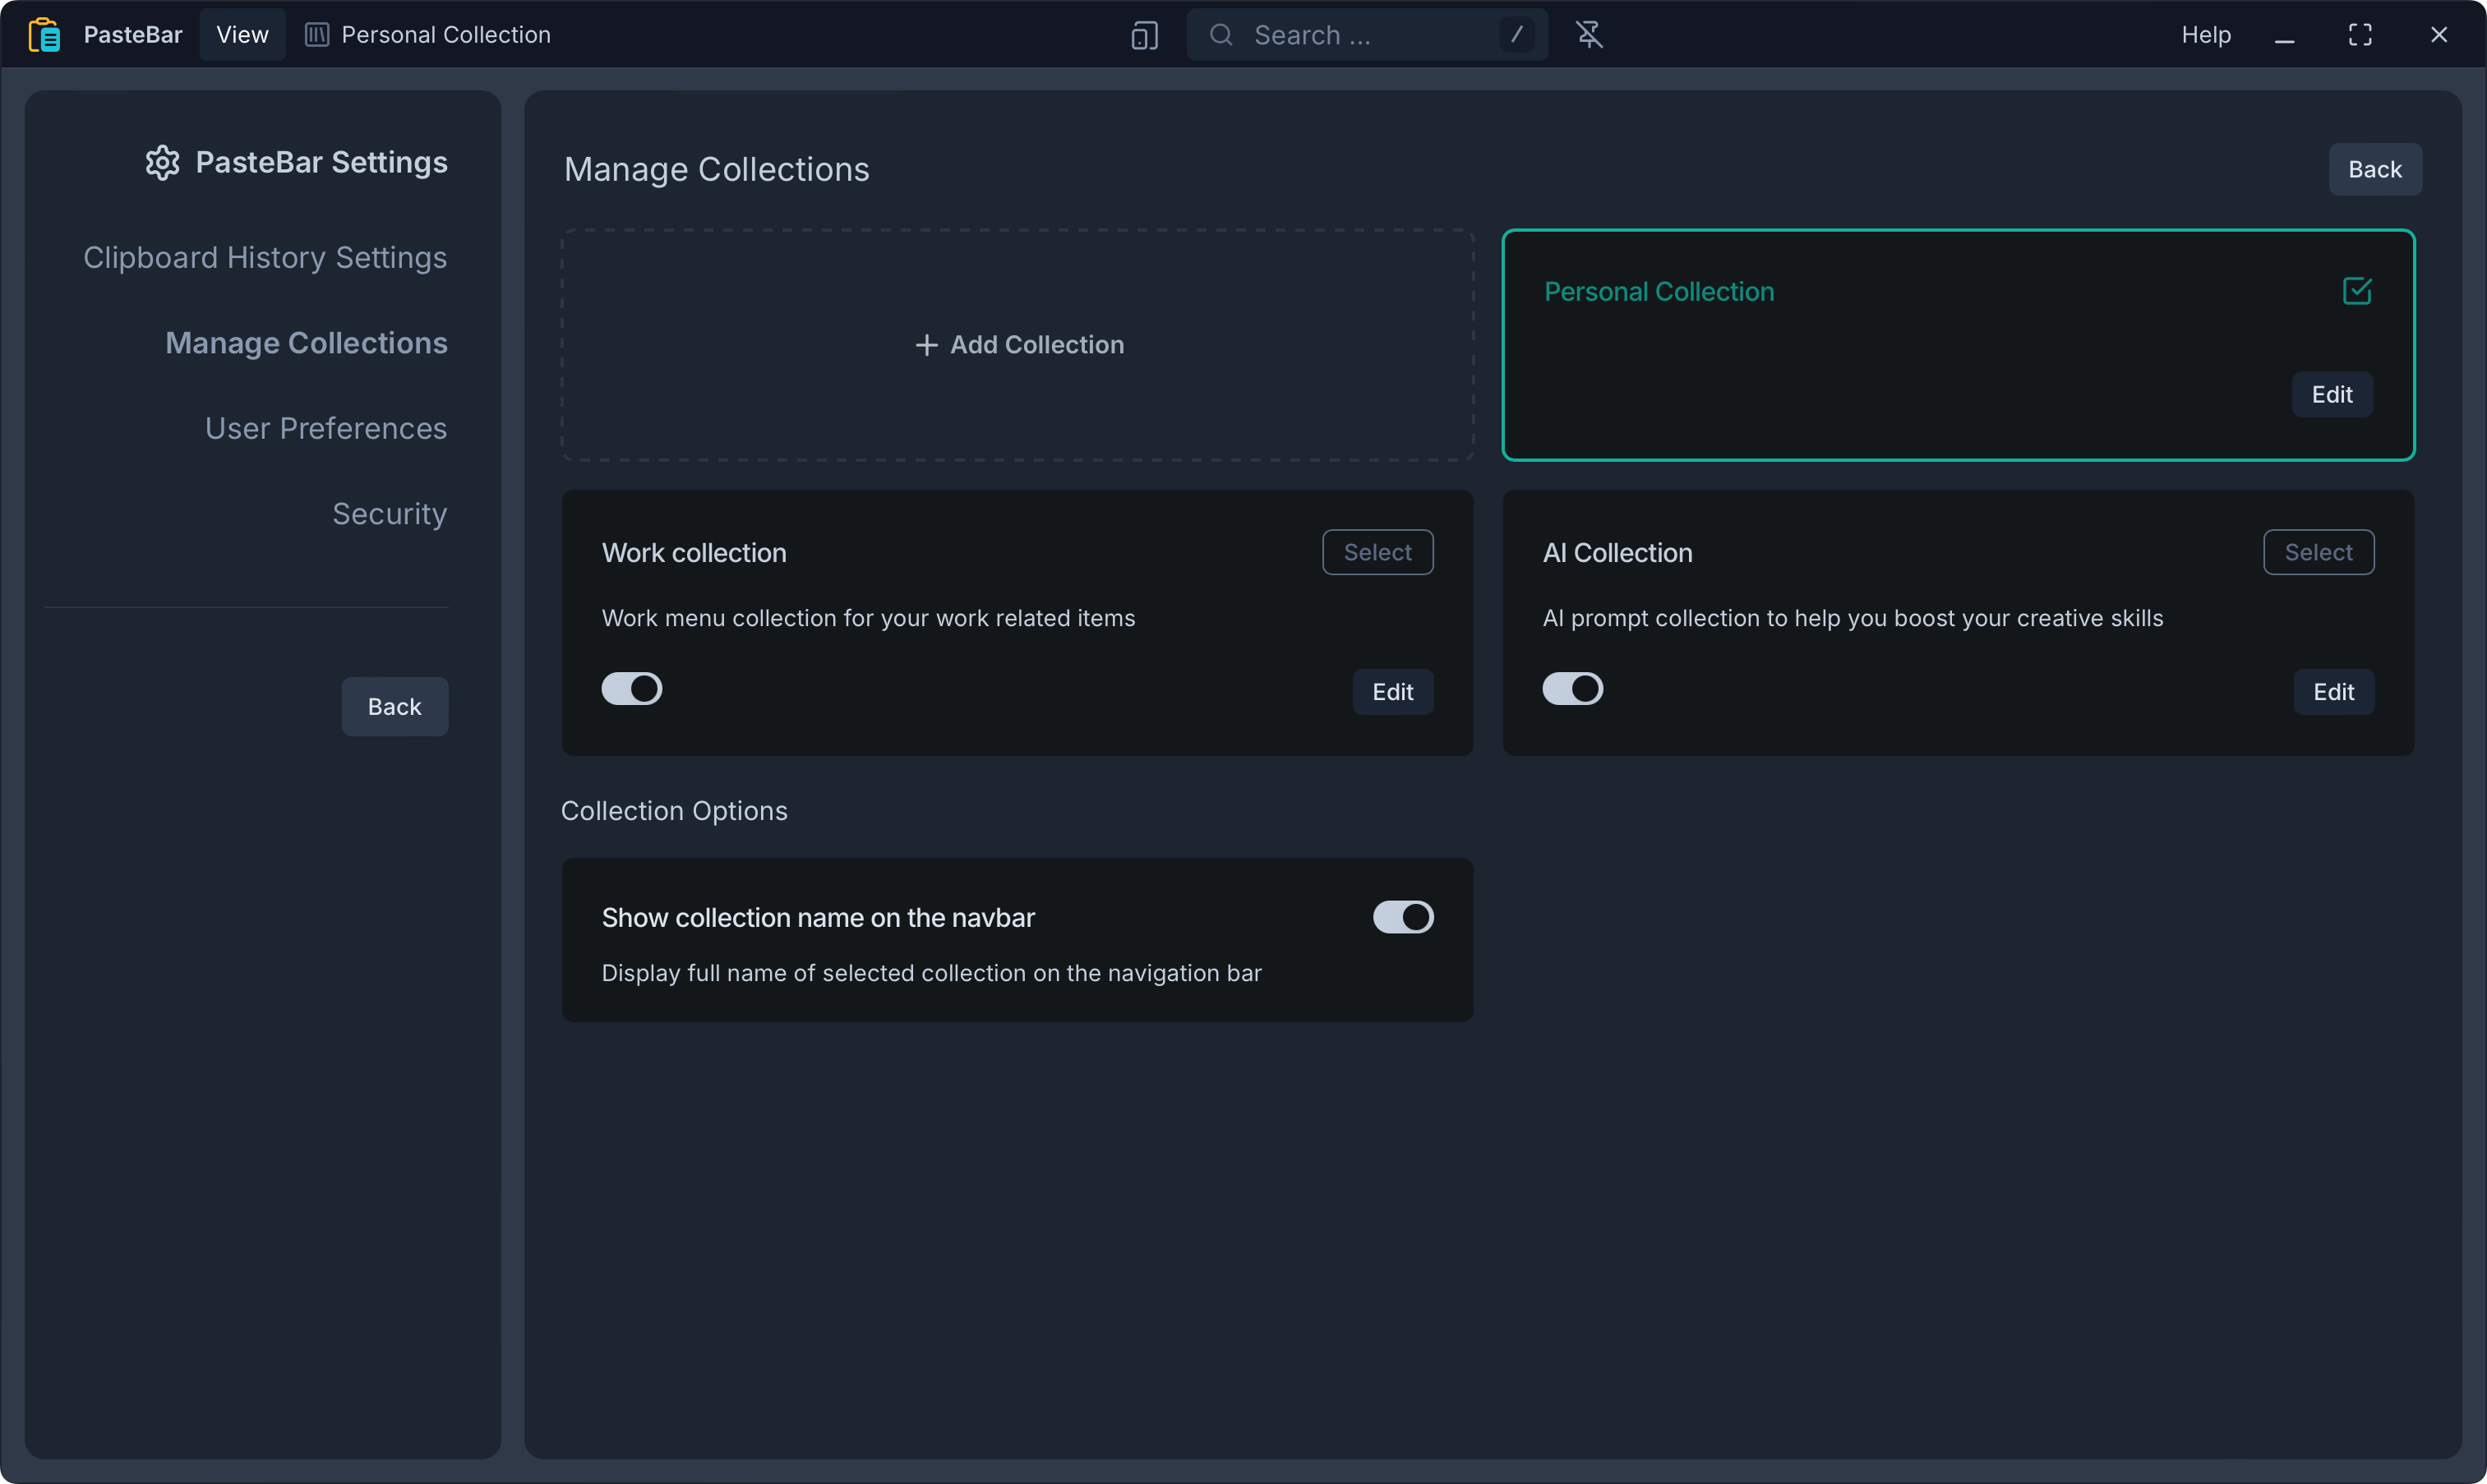 PasteBar View Personal Collection Search ... / Help
PasteBar Settings
Clipboard History Settings
Manage Collections
User Preferences
Security
Back
Manage Collections Back
Add Collection
Personal Collection
Edit
Work collection Select
Work menu collection for your work related items
Edit
AI Collection Select
AI prompt collection to help you boost your creative skills
Edit
Collection Options
Show collection name on the navbar
Display full name of selected collection on the navigation bar